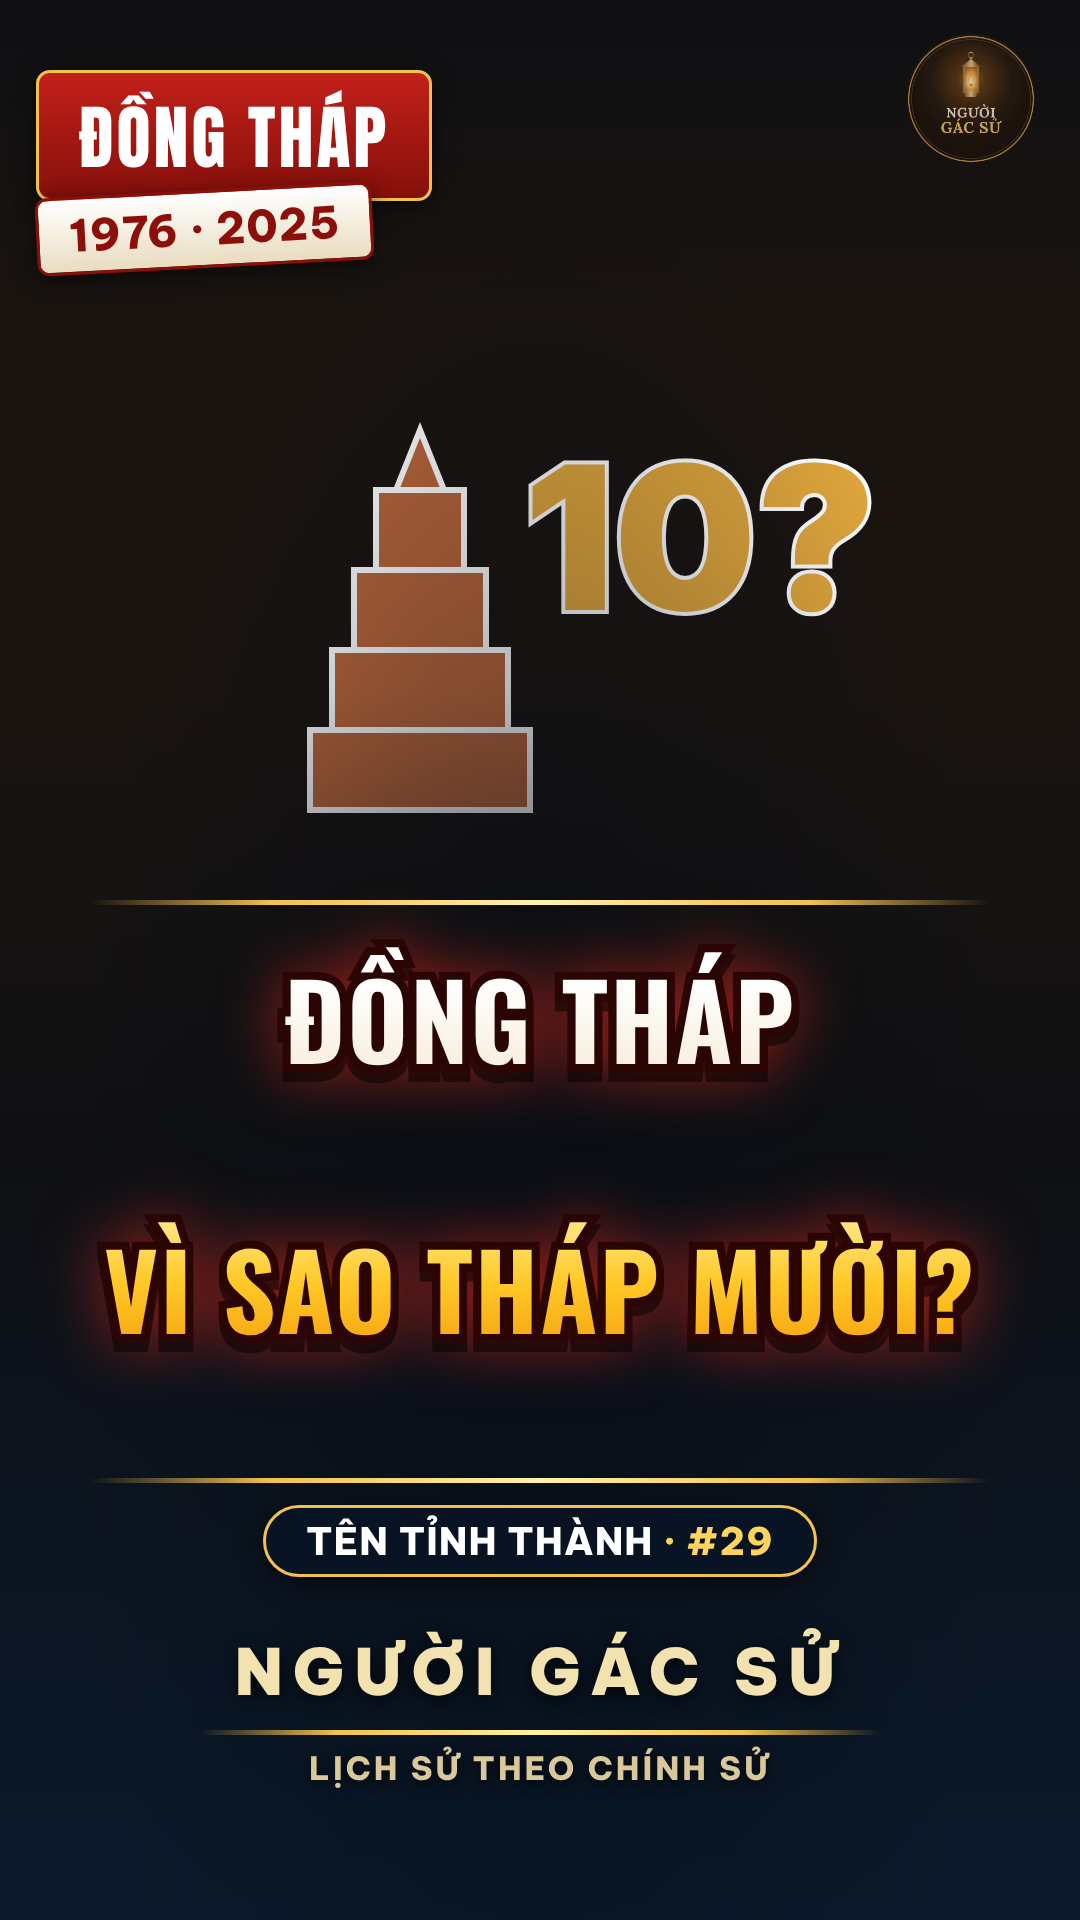 ĐỒNG THÁP
1976 · 2025
NGƯỜI
GÁC SỬ
10?
ĐỒNG THÁP
VÌ SAO THÁP MƯỜI?
TÊN TỈNH THÀNH · #29
NGƯỜI GÁC SỬ
LỊCH SỬ THEO CHÍNH SỬ